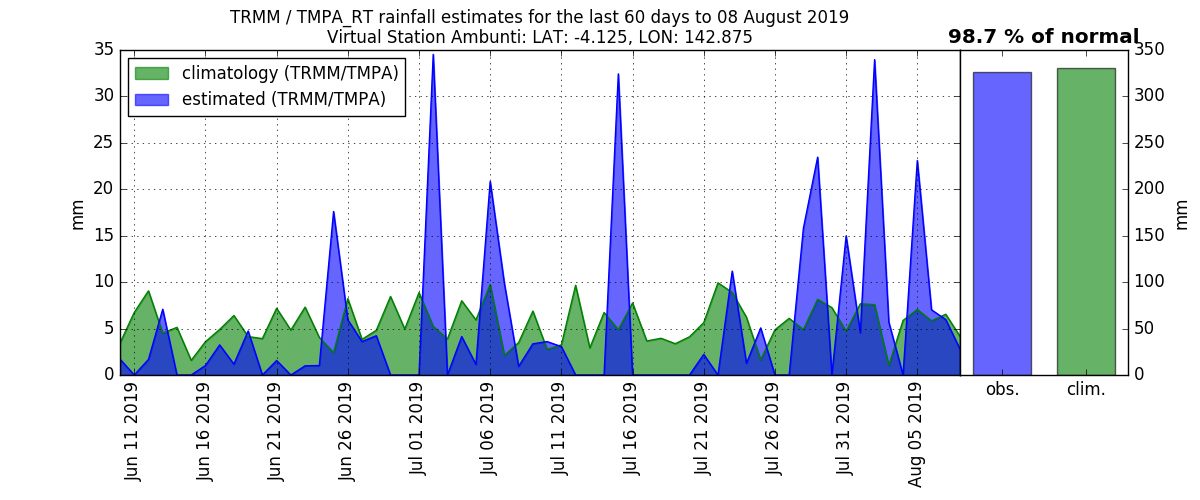 TRMM / TMPA_RT rainfall estimates for the last 60 days to 08 August 2019
Virtual Station Ambunti: LAT: -4.125, LON: 142.875
98.7 % of normal
climatology (TRMM/TMPA)
estimated (TRMM/TMPA)
35
30
25
20
15
10
5
0
mm
350
300
250
200
150
100
50
0
mm
Jun 11 2019
Jun 16 2019
Jun 21 2019
Jun 26 2019
Jul 01 2019
Jul 06 2019
Jul 11 2019
Jul 16 2019
Jul 21 2019
Jul 26 2019
Jul 31 2019
Aug 05 2019
obs.
clim.